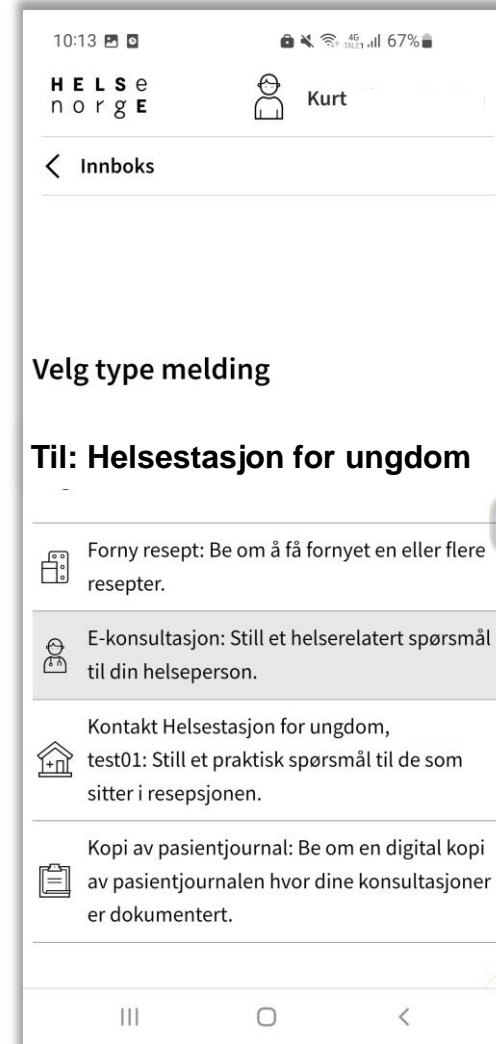 10:13
4G
67%
HELSe
norgE
Kurt
Innboks
Velg type melding
Til: Helsestasjon for ungdom
Forny resept: Be om å få fornyet en eller flere
resepter.
E-konsultasjon: Still et helserelatert spørsmål
til din helseperson.
Kontakt Helsestasjon for ungdom,
test01: Still et praktisk spørsmål til de som
sitter i resepsjonen.
Kopi av pasientjournal: Be om en digital kopi
av pasientjournalen hvor dine konsultasjoner
er dokumentert.